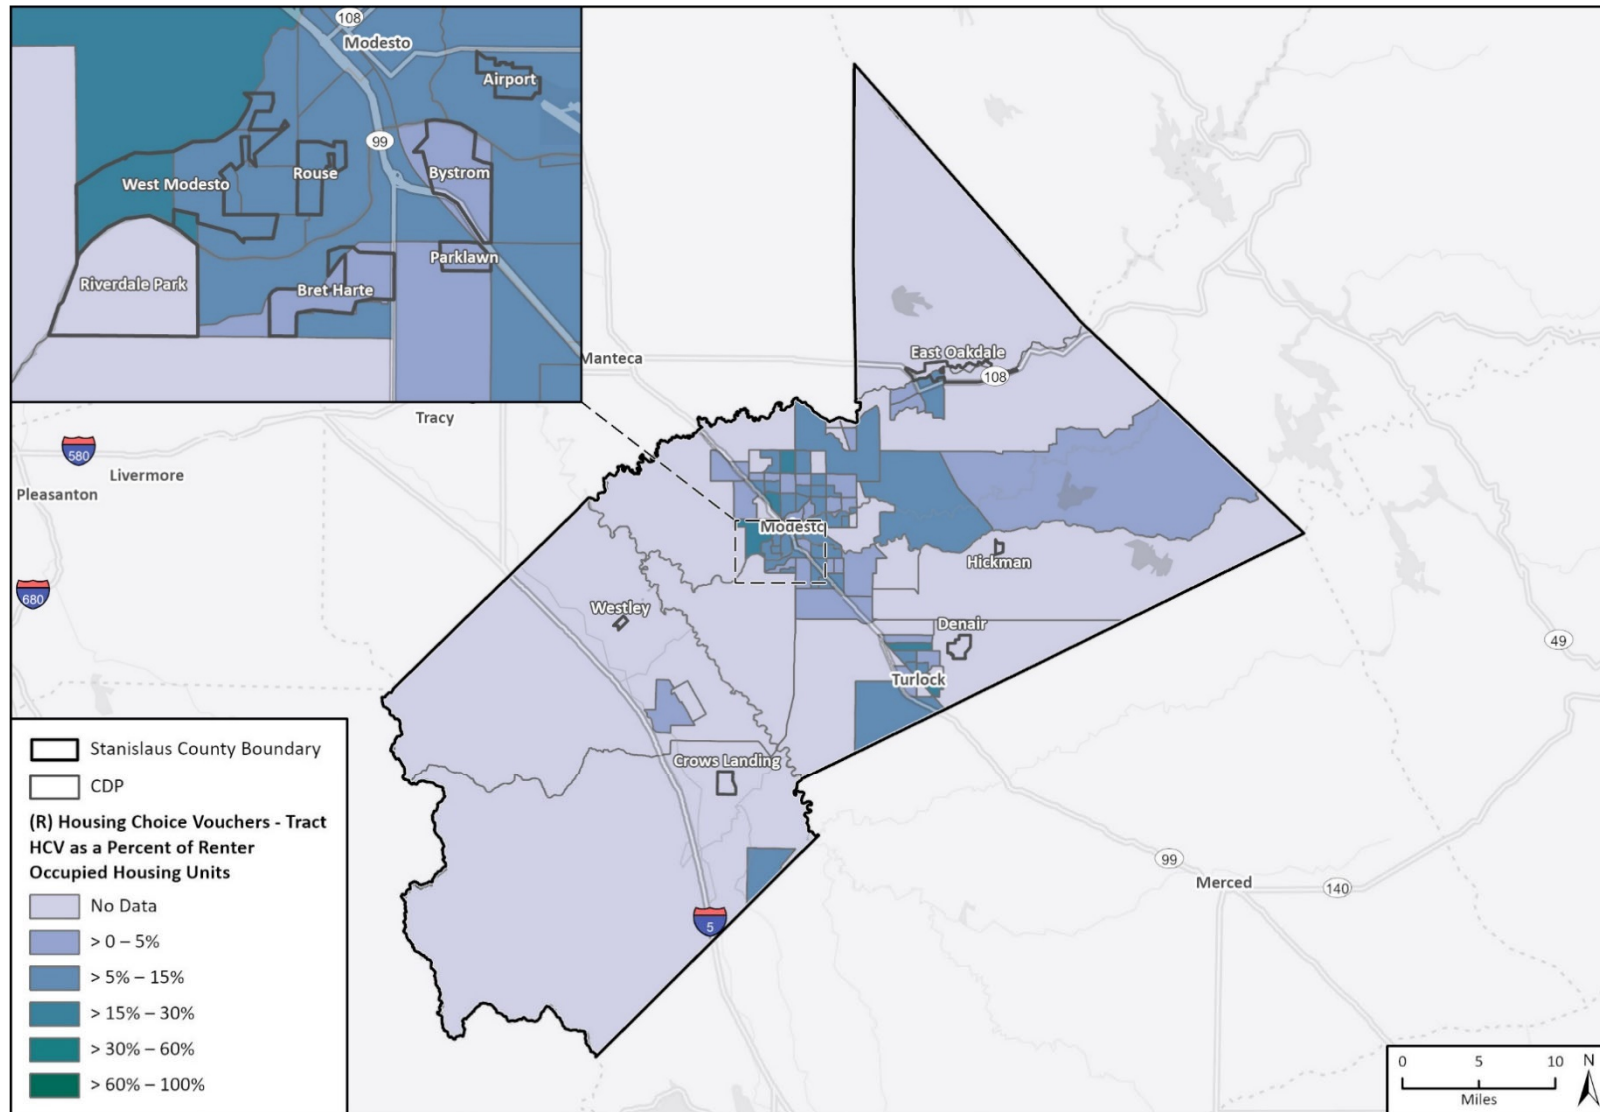 108
Modesto
Airport
99
West Modesto
Rouse
Bystrom
Parklawn
Riverdale Park
Bret Harte
Manteca
East Oakdale
108
Tracy
580
Livermore
Pleasanton
Modesto
Hickman
680
Westley
Denair
49
Turlock
Crows Landing
99
Merced
140
5
Stanislaus County Boundary
CDP
(R) Housing Choice Vouchers - Tract
HCV as a Percent of Renter
Occupied Housing Units
No Data
> 0 – 5%
> 5% – 15%
> 15% – 30%
> 30% – 60%
> 60% – 100%
0 5 10
Miles
N